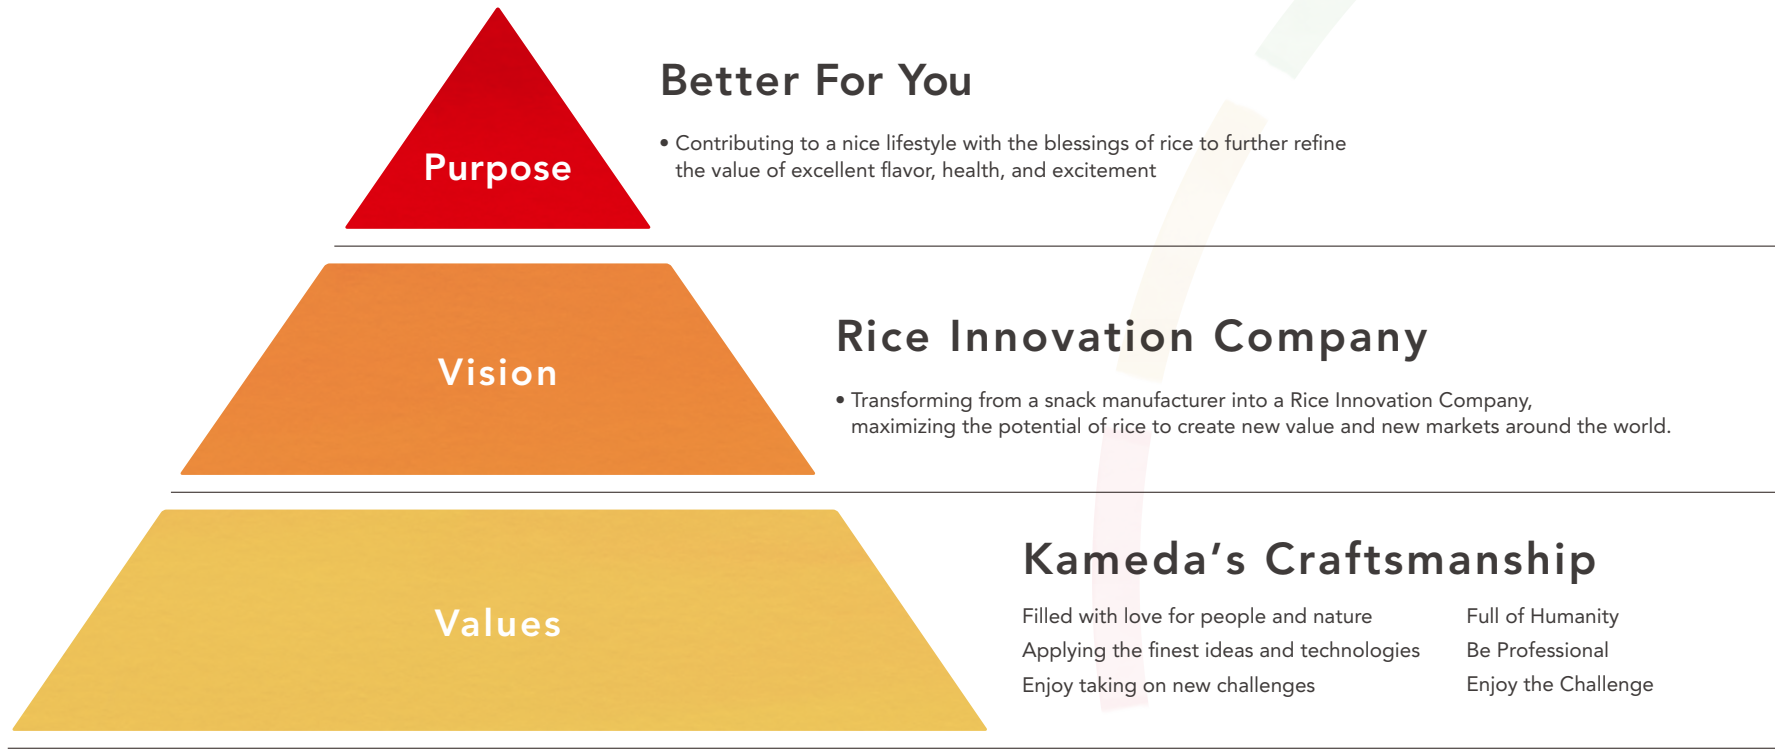 Purpose
Better For You
• Contributing to a nice lifestyle with the blessings of rice to further refine
the value of excellent flavor, health, and excitement
Vision
Rice Innovation Company
• Transforming from a snack manufacturer into a Rice Innovation Company,
maximizing the potential of rice to create new value and new markets around the world.
Values
Kameda’s Craftsmanship
Filled with love for people and nature Full of Humanity
Applying the finest ideas and technologies Be Professional
Enjoy taking on new challenges Enjoy the Challenge